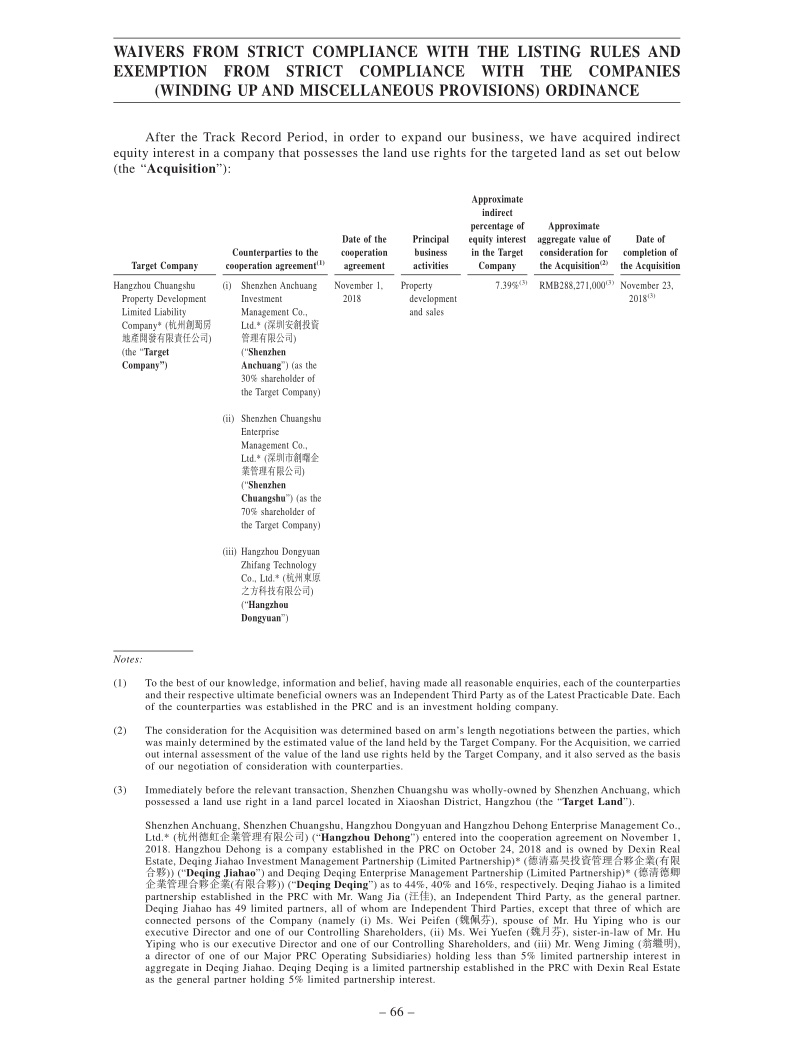 WAIVERS FROM STRICT COMPLIANCE WITH THE LISTING RULES AND
EXEMPTION FROM STRICT COMPLIANCE WITH THE COMPANIES
(WINDING UP AND MISCELLANEOUS PROVISIONS) ORDINANCE
After the Track Record Period, in order to expand our business, we have acquired indirect
equity interest in a company that possesses the land use rights for the targeted land as set out below
(the “Acquisition”):
Target Company
Counterparties to the
cooperation agreement(1)
Date of the
cooperation
agreement
Principal
business
activities
Approximate
indirect
percentage of
equity interest
in the Target
Company
Approximate
aggregate value of
consideration for
the Acquisition(2)
Date of
completion of
the Acquisition
Hangzhou Chuangshu
Property Development
Limited Liability
Company* (杭州創蜀房
地產開發有限責任公司)
(the “Target
Company”)
(i) Shenzhen Anchuang
Investment
Management Co.,
Ltd.* (深圳安創投資
管理有限公司)
(“Shenzhen
Anchuang”) (as the
30% shareholder of
the Target Company)
(ii) Shenzhen Chuangshu
Enterprise
Management Co.,
Ltd.* (深圳市創曙企
業管理有限公司)
(“Shenzhen
Chuangshu”) (as the
70% shareholder of
the Target Company)
(iii) Hangzhou Dongyuan
Zhifang Technology
Co., Ltd.* (杭州東原
之方科技有限公司)
(“Hangzhou
Dongyuan”)
November 1,
2018
Property
development
and sales
7.39%(3)
RMB288,271,000(3)
November 23,
2018(3)
Notes:
(1) To the best of our knowledge, information and belief, having made all reasonable enquiries, each of the counterparties
and their respective ultimate beneficial owners was an Independent Third Party as of the Latest Practicable Date. Each
of the counterparties was established in the PRC and is an investment holding company.
(2) The consideration for the Acquisition was determined based on arm’s length negotiations between the parties, which
was mainly determined by the estimated value of the land held by the Target Company. For the Acquisition, we carried
out internal assessment of the value of the land use rights held by the Target Company, and it also served as the basis
of our negotiation of consideration with counterparties.
(3) Immediately before the relevant transaction, Shenzhen Chuangshu was wholly-owned by Shenzhen Anchuang, which
possessed a land use right in a land parcel located in Xiaoshan District, Hangzhou (the “Target Land”).
Shenzhen Anchuang, Shenzhen Chuangshu, Hangzhou Dongyuan and Hangzhou Dehong Enterprise Management Co.,
Ltd.* (杭州德虹企業管理有限公司) (“Hangzhou Dehong”) entered into the cooperation agreement on November 1,
2018. Hangzhou Dehong is a company established in the PRC on October 24, 2018 and is owned by Dexin Real
Estate, Deqing Jiahao Investment Management Partnership (Limited Partnership)* (德清嘉昊投資管理合夥企業(有限
合夥)) (“Deqing Jiahao”) and Deqing Deqing Enterprise Management Partnership (Limited Partnership)* (德清德卿
企業管理合夥企業(有限合夥)) (“Deqing Deqing”) as to 44%, 40% and 16%, respectively. Deqing Jiahao is a limited
partnership established in the PRC with Mr. Wang Jia (汪佳), an Independent Third Party, as the general partner.
Deqing Jiahao has 49 limited partners, all of whom are Independent Third Parties, except that three of which are
connected persons of the Company (namely (i) Ms. Wei Peifen (魏佩芬), spouse of Mr. Hu Yiping who is our
executive Director and one of our Controlling Shareholders, (ii) Ms. Wei Yuefen (魏月芬), sister-in-law of Mr. Hu
Yiping who is our executive Director and one of our Controlling Shareholders, and (iii) Mr. Weng Jiming (翁繼明),
a director of one of our Major PRC Operating Subsidiaries) holding less than 5% limited partnership interest in
aggregate in Deqing Jiahao. Deqing Deqing is a limited partnership established in the PRC with Dexin Real Estate
as the general partner holding 5% limited partnership interest.
– 66 –